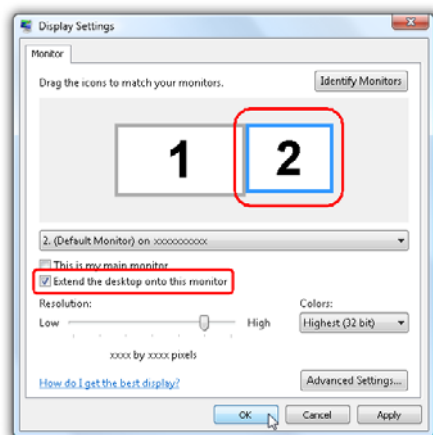 Display Settings
Monitor
Drag the icons to match your monitors.
Identify Monitors
1
2
2. (Default Monitor) on xxxxxxxxxx
This is my main monitor
Extend the desktop onto this monitor
Resolution:
Colors:
Low
High
Highest (32 bit)
xxxx by xxxx pixels
How do I get the best display?
Advanced Settings...
OK
Cancel
Apply